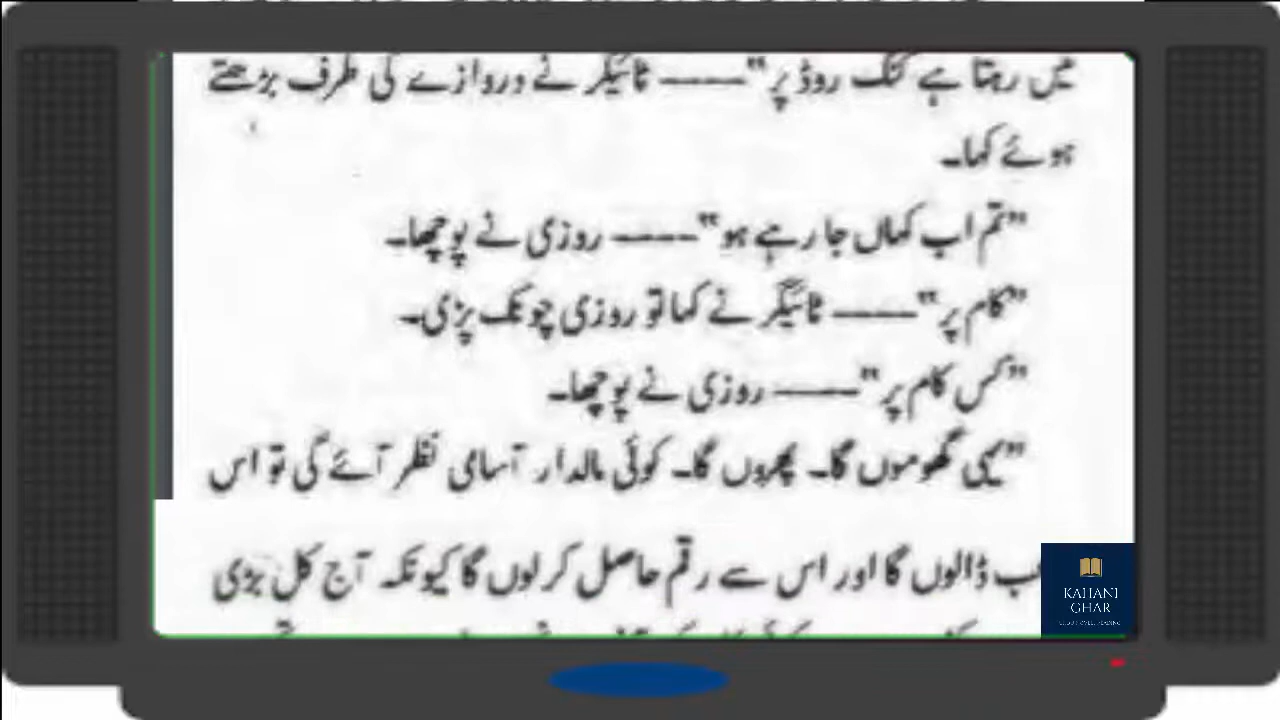 میں رہتا ہے کنگ روڈ پر"——— ٹائیگر نے دروازے کی طرف بڑھتے
ہوئے کہا۔
"تم اب کہاں جا رہے ہو"——— روزی نے پوچھا۔
"کام پر"——— ٹائیگر نے کہا تو روزی چونک پڑی۔
"کس کام پر"——— روزی نے پوچھا۔
"یہی گھوموں گا۔ پھروں گا۔ کوئی مالدار آسامی نظر آئے گی تو اس
ڈالوں گا اور اس سے رقم حاصل کر لوں گا کیونکہ آج کل بڑی
KAHANI
GHAR